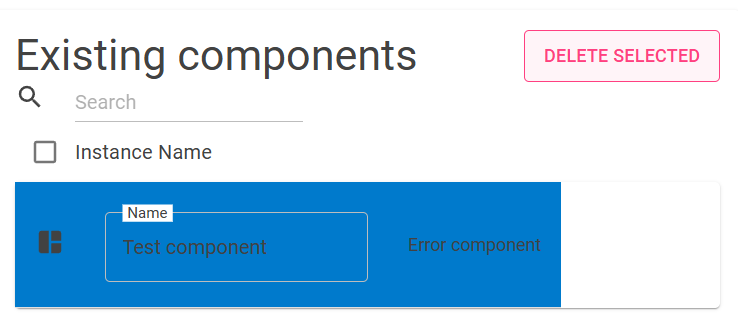 Existing components
DELETE SELECTED
Search
Instance Name
Name
Test component
Error component